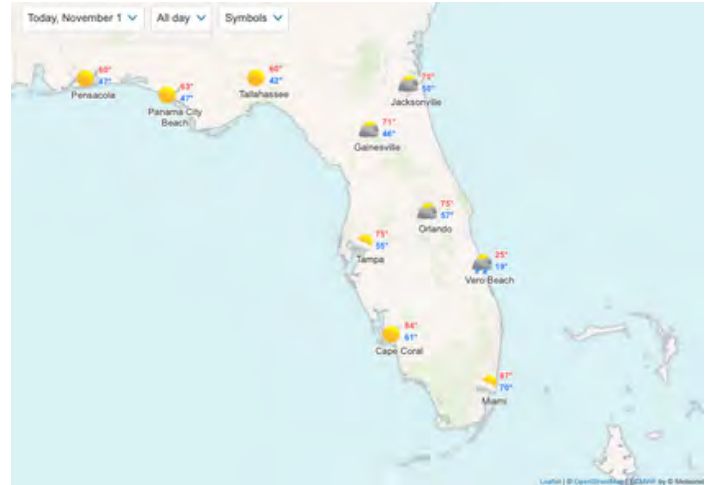 Today, November 1
All day
Symbols
60°
47°
Pensacola
63°
47°
Panama City
Beach
60°
42°
Tallahassee
50°
Jacksonville
71°
46°
Gainesville
75°
57°
Orlando
75°
55°
Tampa
25°
19°
Vero Beach
84°
61°
Cape Coral
87°
70°
Miami
Leaflet | © OpenStreetMap